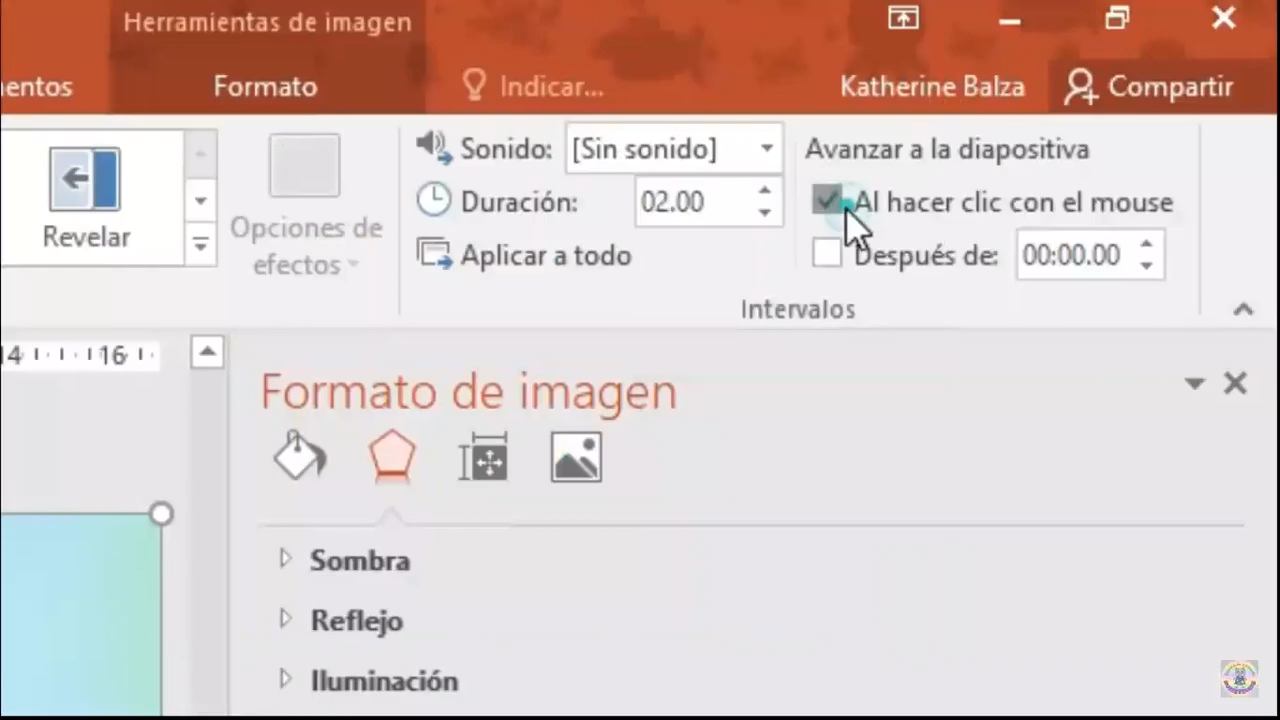 Herramientas de imagen
entos
Formato
Indicar...
Katherine Balza
Compartir
Revelar
Opciones de
efectos
Sonido: [Sin sonido]
Duración: 02.00
Aplicar a todo
Avanzar a la diapositiva
Al hacer clic con el mouse
Después de: 00:00.00
Intervalos
14 16
Formato de imagen
Sombra
Reflejo
Iluminación